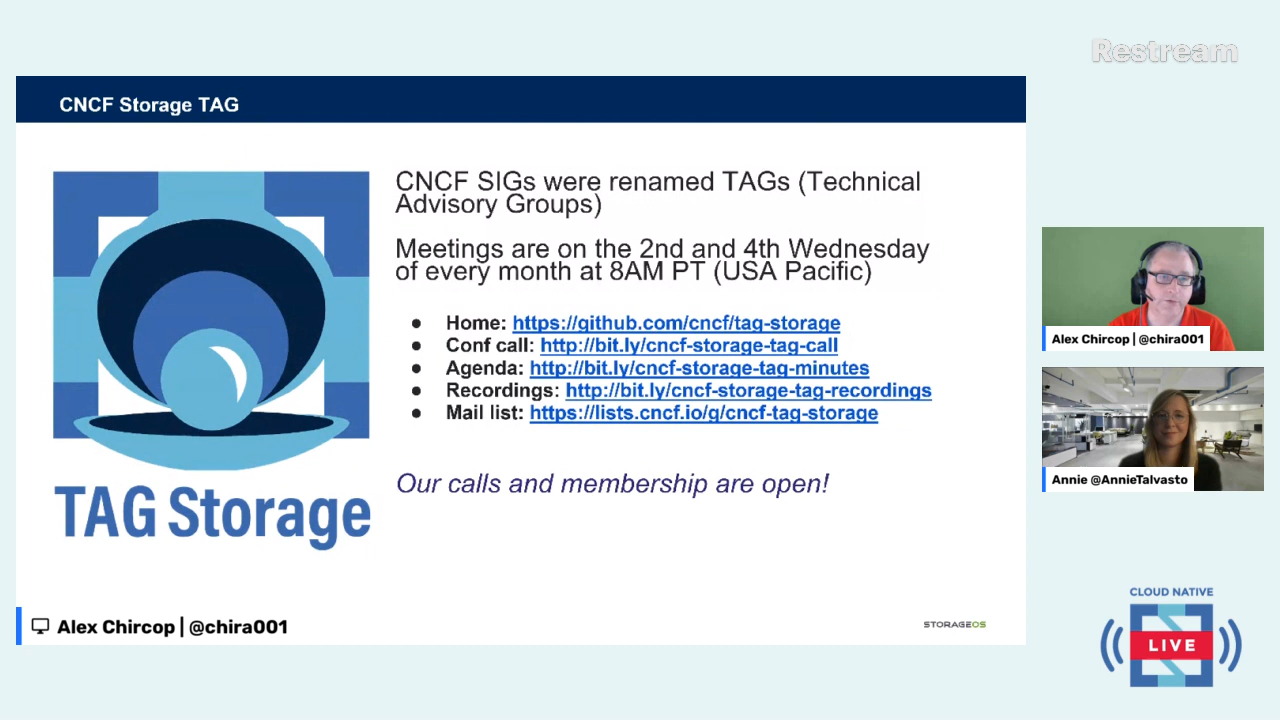 Restream
CNCF Storage TAG
CNCF SIGs were renamed TAGs (Technical
Advisory Groups)
Meetings are on the 2nd and 4th Wednesday
of every month at 8AM PT (USA Pacific)
● Home: https://github.com/cncf/tag-storage
● Conf call: http://bit.ly/cncf-storage-tag-call
● Agenda: http://bit.ly/cncf-storage-tag-minutes
● Recordings: http://bit.ly/cncf-storage-tag-recordings
● Mail list: https://lists.cncf.io/g/cncf-tag-storage
Our calls and membership are open!
TAG Storage
Alex Chircop | @chira001
STORAGEOS
Alex Chircop | @chira001
Annie @AnnieTalvasto
CLOUD NATIVE
LIVE